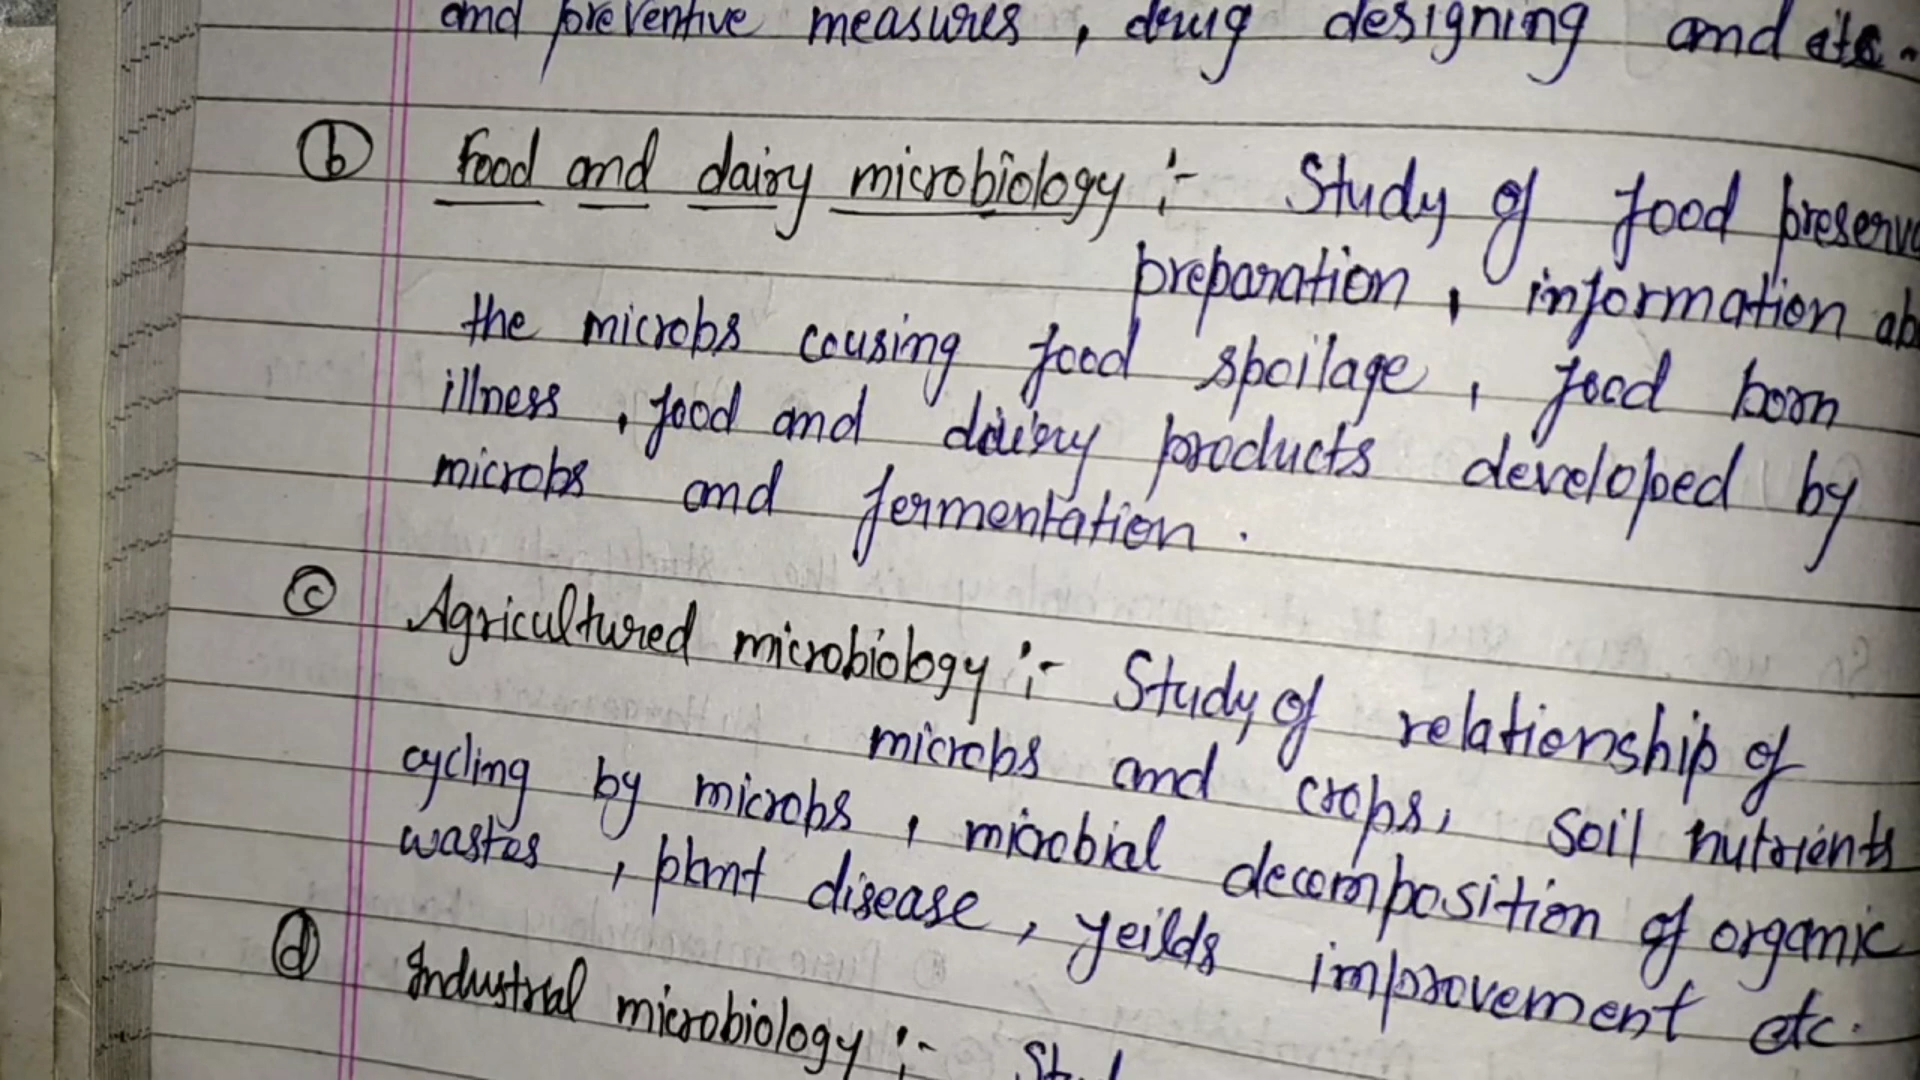 and preventive measures, drug designing and etc.
(b) Food and dairy microbiology :- Study of food preserva
preparation, information ab
the microbs causing food spoilage, food born
illness, food and dairy products developed by
microbs and fermentation.
(c) Agricultured microbiology :- Study of relationship of
microbs and crops, soil nutrients
cycling by microbs, microbial decomposition of organic
wastes, plant disease, yeilds improvement etc.
(d) Industrial microbiology :- Stud